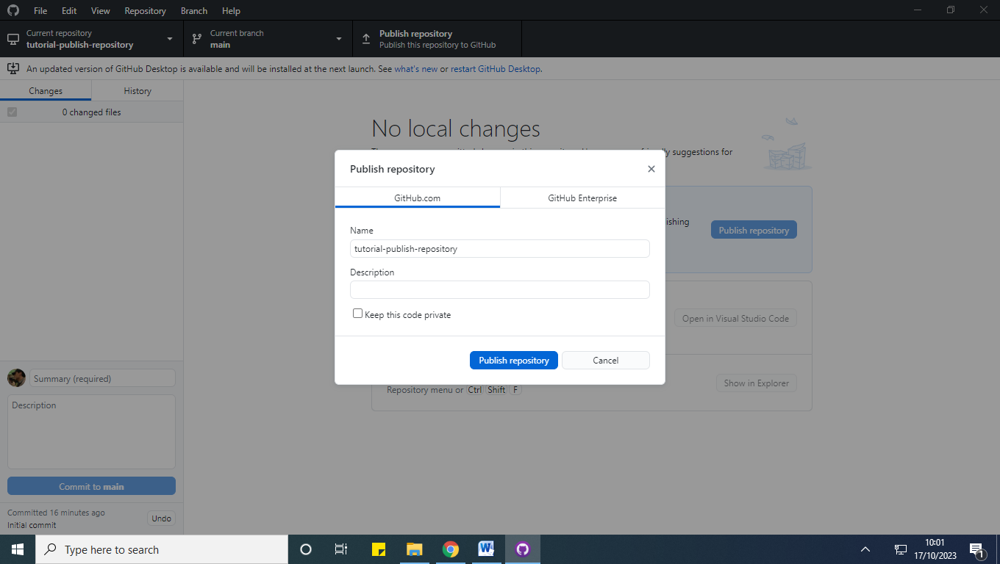 File Edit View Repository Branch Help
Current repository
tutorial-publish-repository
Current branch
main
Publish repository
Publish this repository to GitHub
An updated version of GitHub Desktop is available and will be installed at the next launch. See what's new or restart GitHub Desktop.
Changes History
0 changed files
No local changes
suggestions for
Publish repository
GitHub.com GitHub Enterprise
Name
tutorial-publish-repository
Description
Keep this code private
Publish repository Cancel
Publish repository
Open in Visual Studio Code
Repository menu or Ctrl Shift F
Show in Explorer
Summary (required)
Description
Commit to main
Committed 16 minutes ago
Initial commit
Undo
Type here to search
10:01
17/10/2023
1